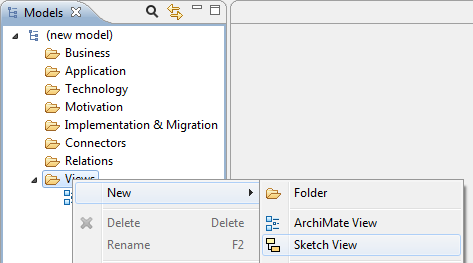 Models
(new model)
Business
Application
Technology
Motivation
Implementation & Migration
Connectors
Relations
Views
New
Folder
Delete Delete
ArchiMate View
Rename F2
Sketch View